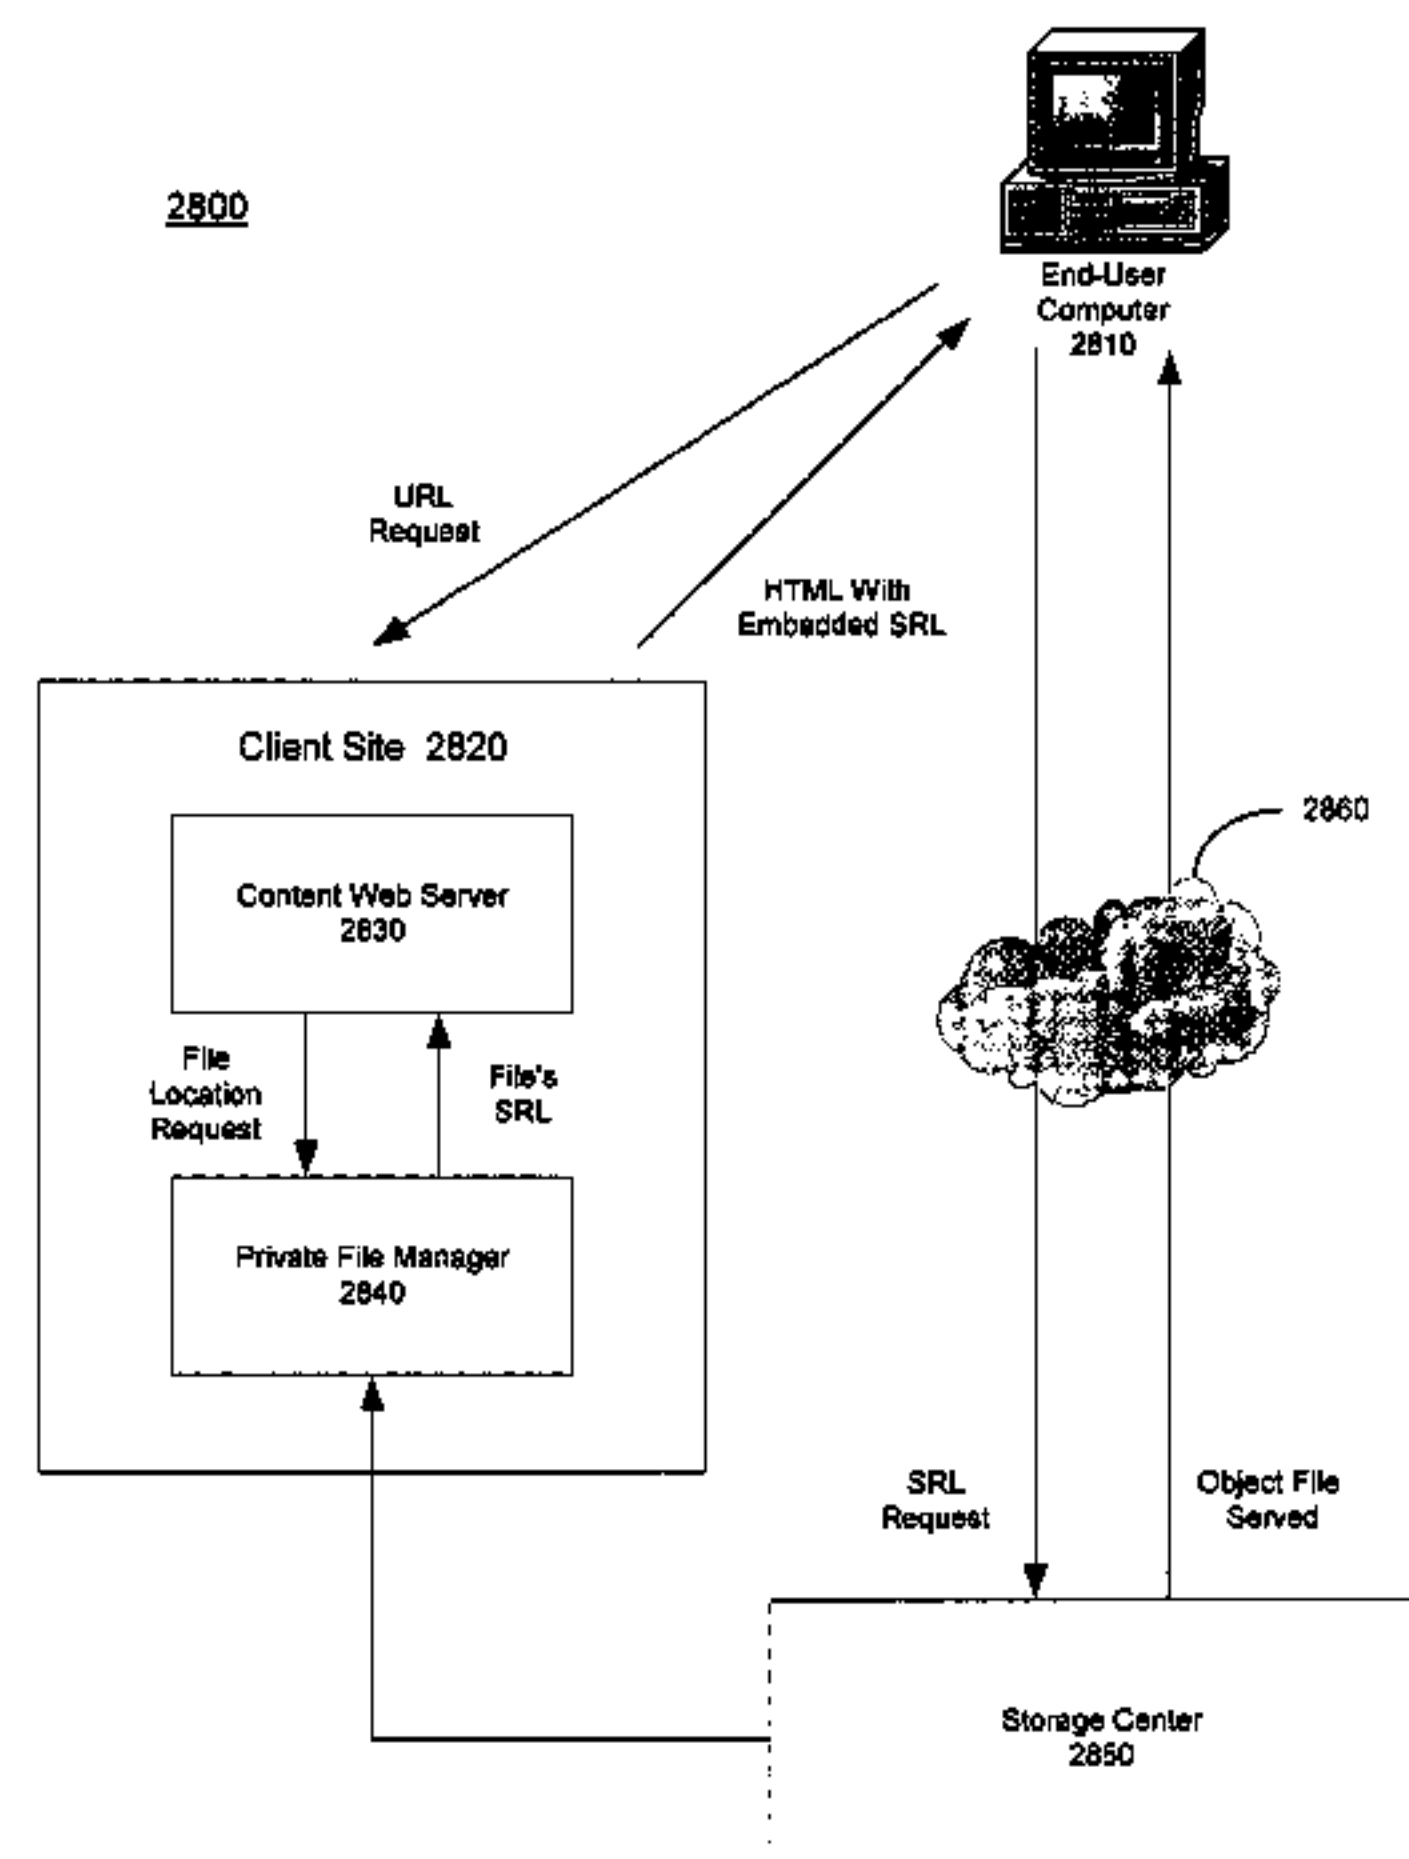 2800
End-User
Computer
2810
URL
Request
HTML With
Embedded SRL
Client Site 2820
2860
Content Web Server
2830
File
Location
Request
File's
SRL
Private File Manager
2840
SRL
Request
Object File
Served
Storage Center
2850